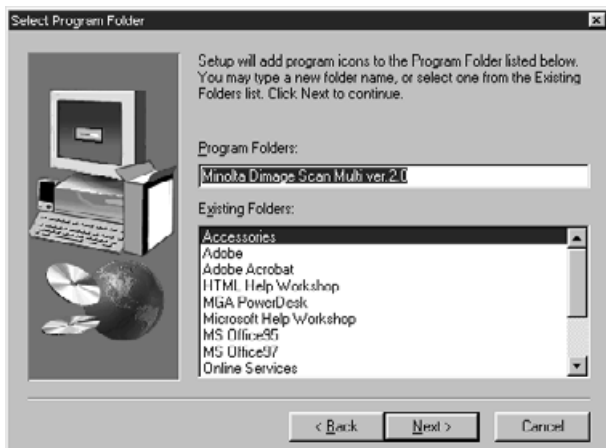 Select Program Folder
Setup will add program icons to the Program Folder listed below.
You may type a new folder name, or select one from the Existing
Folders list. Click Next to continue.
Program Folders:
Minolta Dimage Scan Multi ver.2.0
Existing Folders:
Accessories
Adobe
Adobe Acrobat
HTML Help Workshop
MGA PowerDesk
Microsoft Help Workshop
MS Office95
MS Office97
Online Services
< Back Next > Cancel